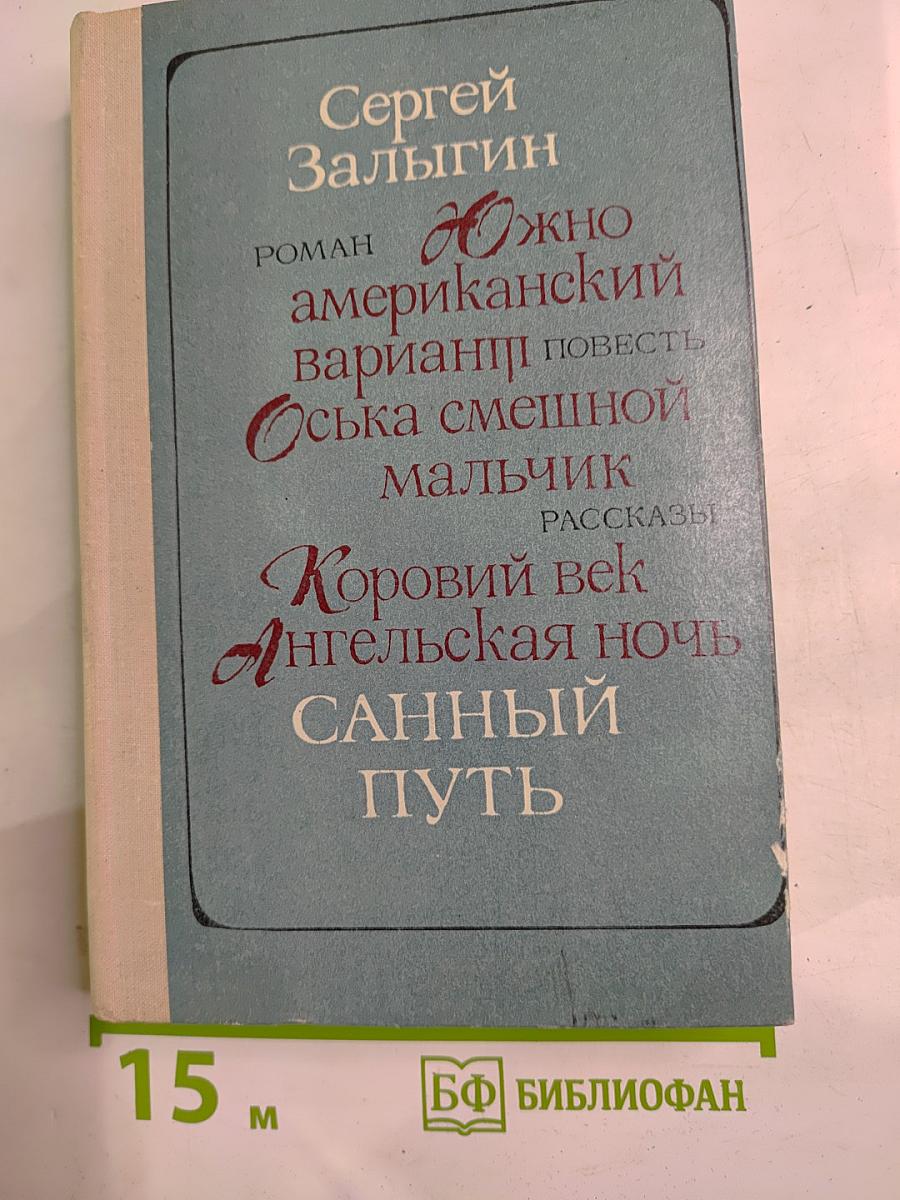 Сергей
Залыгин
РОМАН Южно
американский
вариант ПОВЕСТЬ
Оська смешной
мальчик
РАССКАЗЫ
Коровий век
Ангельская ночь
САННЫЙ
ПУТЬ
15 м
БФ БИБЛИОФАН